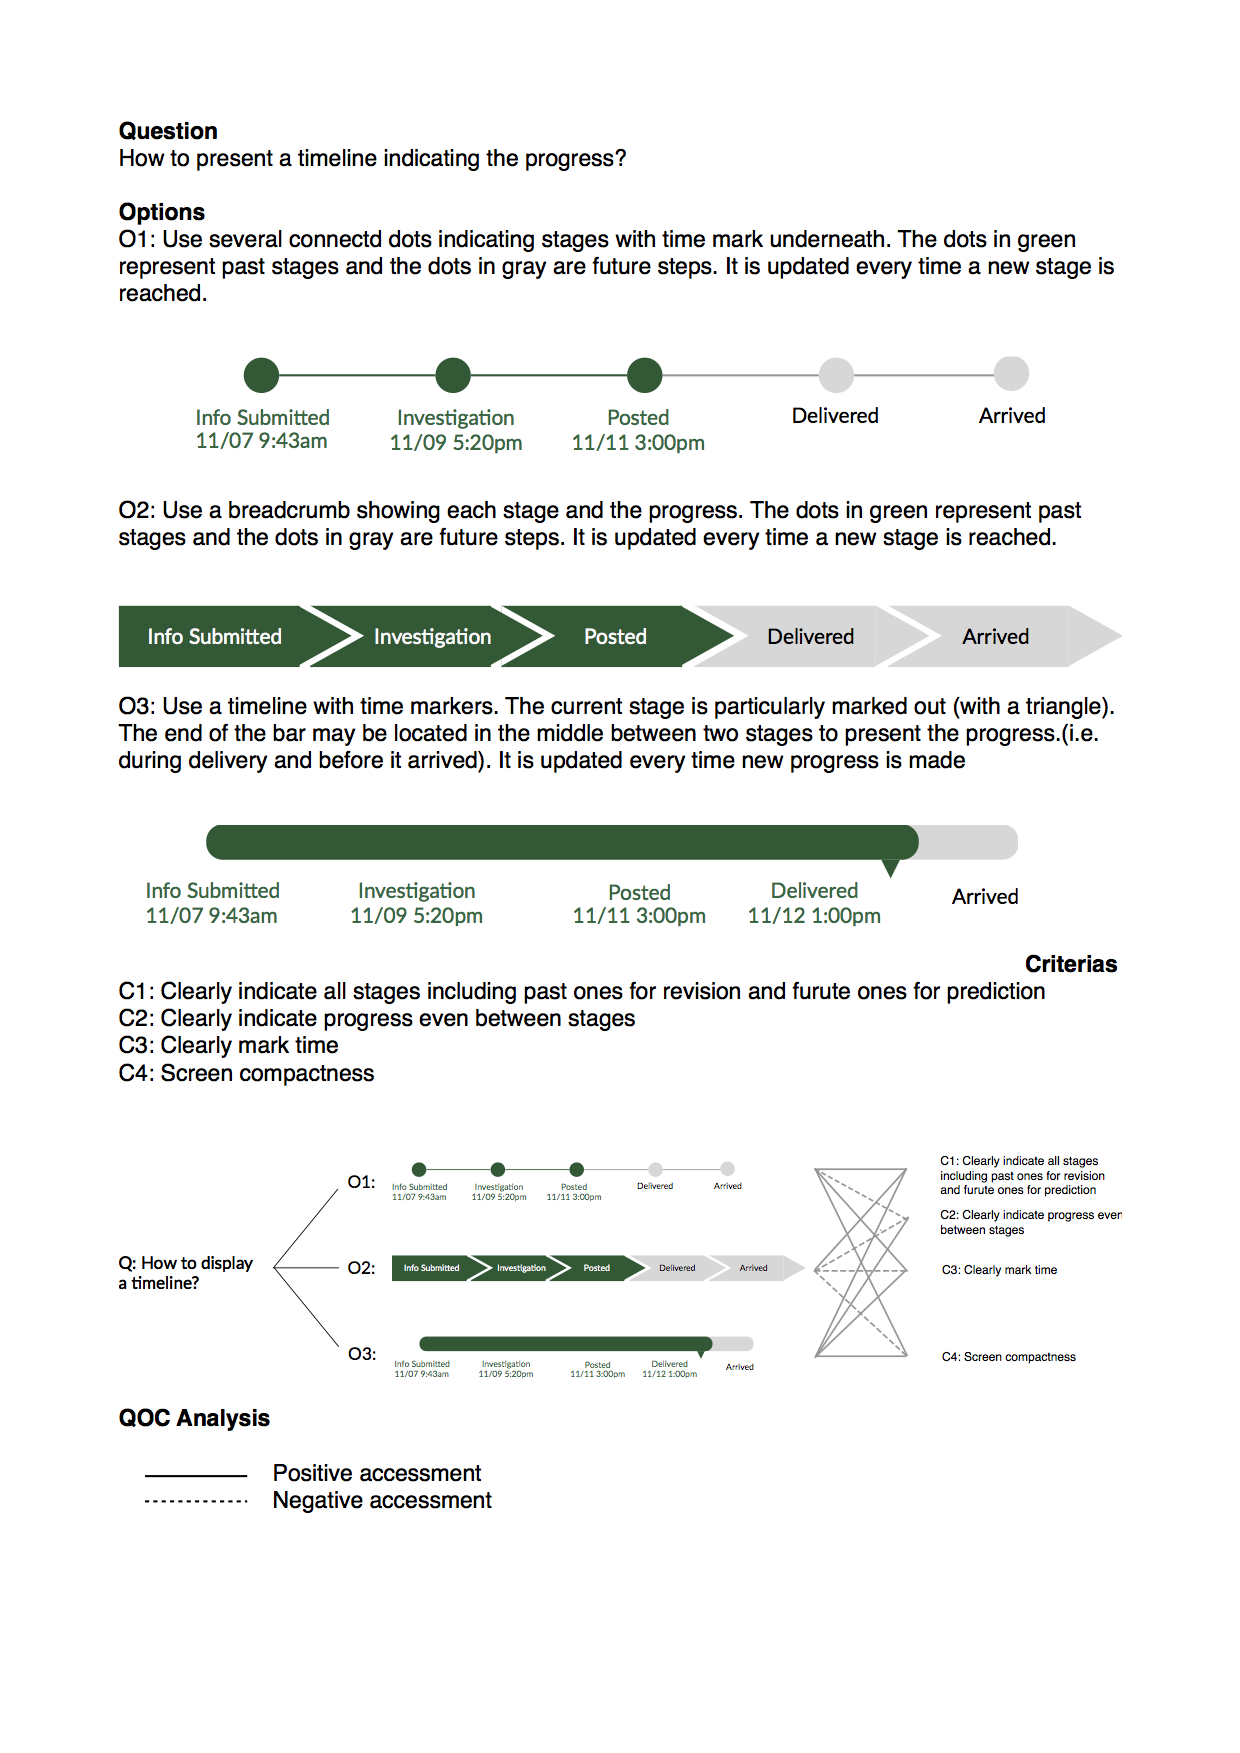 Question
How to present a timeline indicating the progress?
Options
O1: Use several connectd dots indicating stages with time mark underneath. The dots in green
represent past stages and the dots in gray are future steps. It is updated every time a new stage is
reached.
Info Submitted
11/07 9:43am
Investigation
11/09 5:20pm
Posted
11/11 3:00pm
Delivered
Arrived
O2: Use a breadcrumb showing each stage and the progress. The dots in green represent past
stages and the dots in gray are future steps. It is updated every time a new stage is reached.
Info Submitted
Investigation
Posted
Delivered
Arrived
O3: Use a timeline with time markers. The current stage is particularly marked out (with a triangle).
The end of the bar may be located in the middle between two stages to present the progress.(i.e.
during delivery and before it arrived). It is updated every time new progress is made
Info Submitted
11/07 9:43am
Investigation
11/09 5:20pm
Posted
11/11 3:00pm
Delivered
11/12 1:00pm
Arrived
Criterias
C1: Clearly indicate all stages including past ones for revision and furute ones for prediction
C2: Clearly indicate progress even between stages
C3: Clearly mark time
C4: Screen compactness
Q: How to display
a timeline?
O1:
Info Submitted
11/07 9:43am
Investigation
11/09 5:20pm
Posted
11/11 3:00pm
Delivered
Arrived
O2:
Info Submitted
Investigation
Posted
Delivered
Arrived
O3:
Info Submitted
11/07 9:43am
Investigation
11/09 5:20pm
Posted
11/11 3:00pm
Delivered
11/12 1:00pm
Arrived
C1: Clearly indicate all stages
including past ones for revision
and furute ones for prediction
C2: Clearly indicate progress even
between stages
C3: Clearly mark time
C4: Screen compactness
QOC Analysis
Positive accessment
Negative accessment